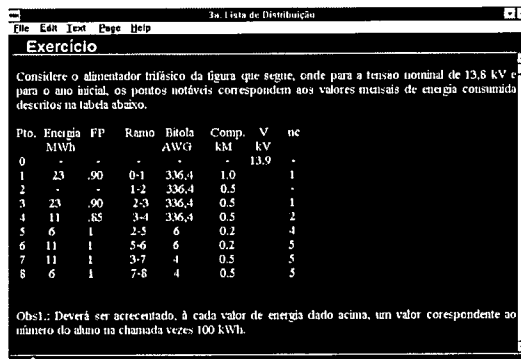 3a. Lista de Distribuição
File Edit Text Page Help
Exercício
Considere o alimentador trifásico da figura que segue, onde para a tensao nominal de 13,8 kV e
para o ano inicial, os pontos notáveis correspondem aos valores mensais de energia consumida
descritos na tabela abaixo.
Pto. Energia FP Ramo Bitola Comp. V nc
MWh AWG kM kV
0 - - - - - 13.9 -
1 23 .90 0-1 336,4 1.0 1
2 - - 1-2 336,4 0.5 -
3 23 .90 2-3 336,4 0.5 1
4 11 .85 3-4 336,4 0.5 2
5 6 1 2-5 6 0.2 4
6 11 1 5-6 6 0.2 5
7 11 1 3-7 4 0.5 5
8 6 1 7-8 4 0.5 5
Obs1.: Deverá ser acrecentado, à cada valor de energia dado acima, um valor corespondente ao
número do aluno na chamada vezes 100 kWh.